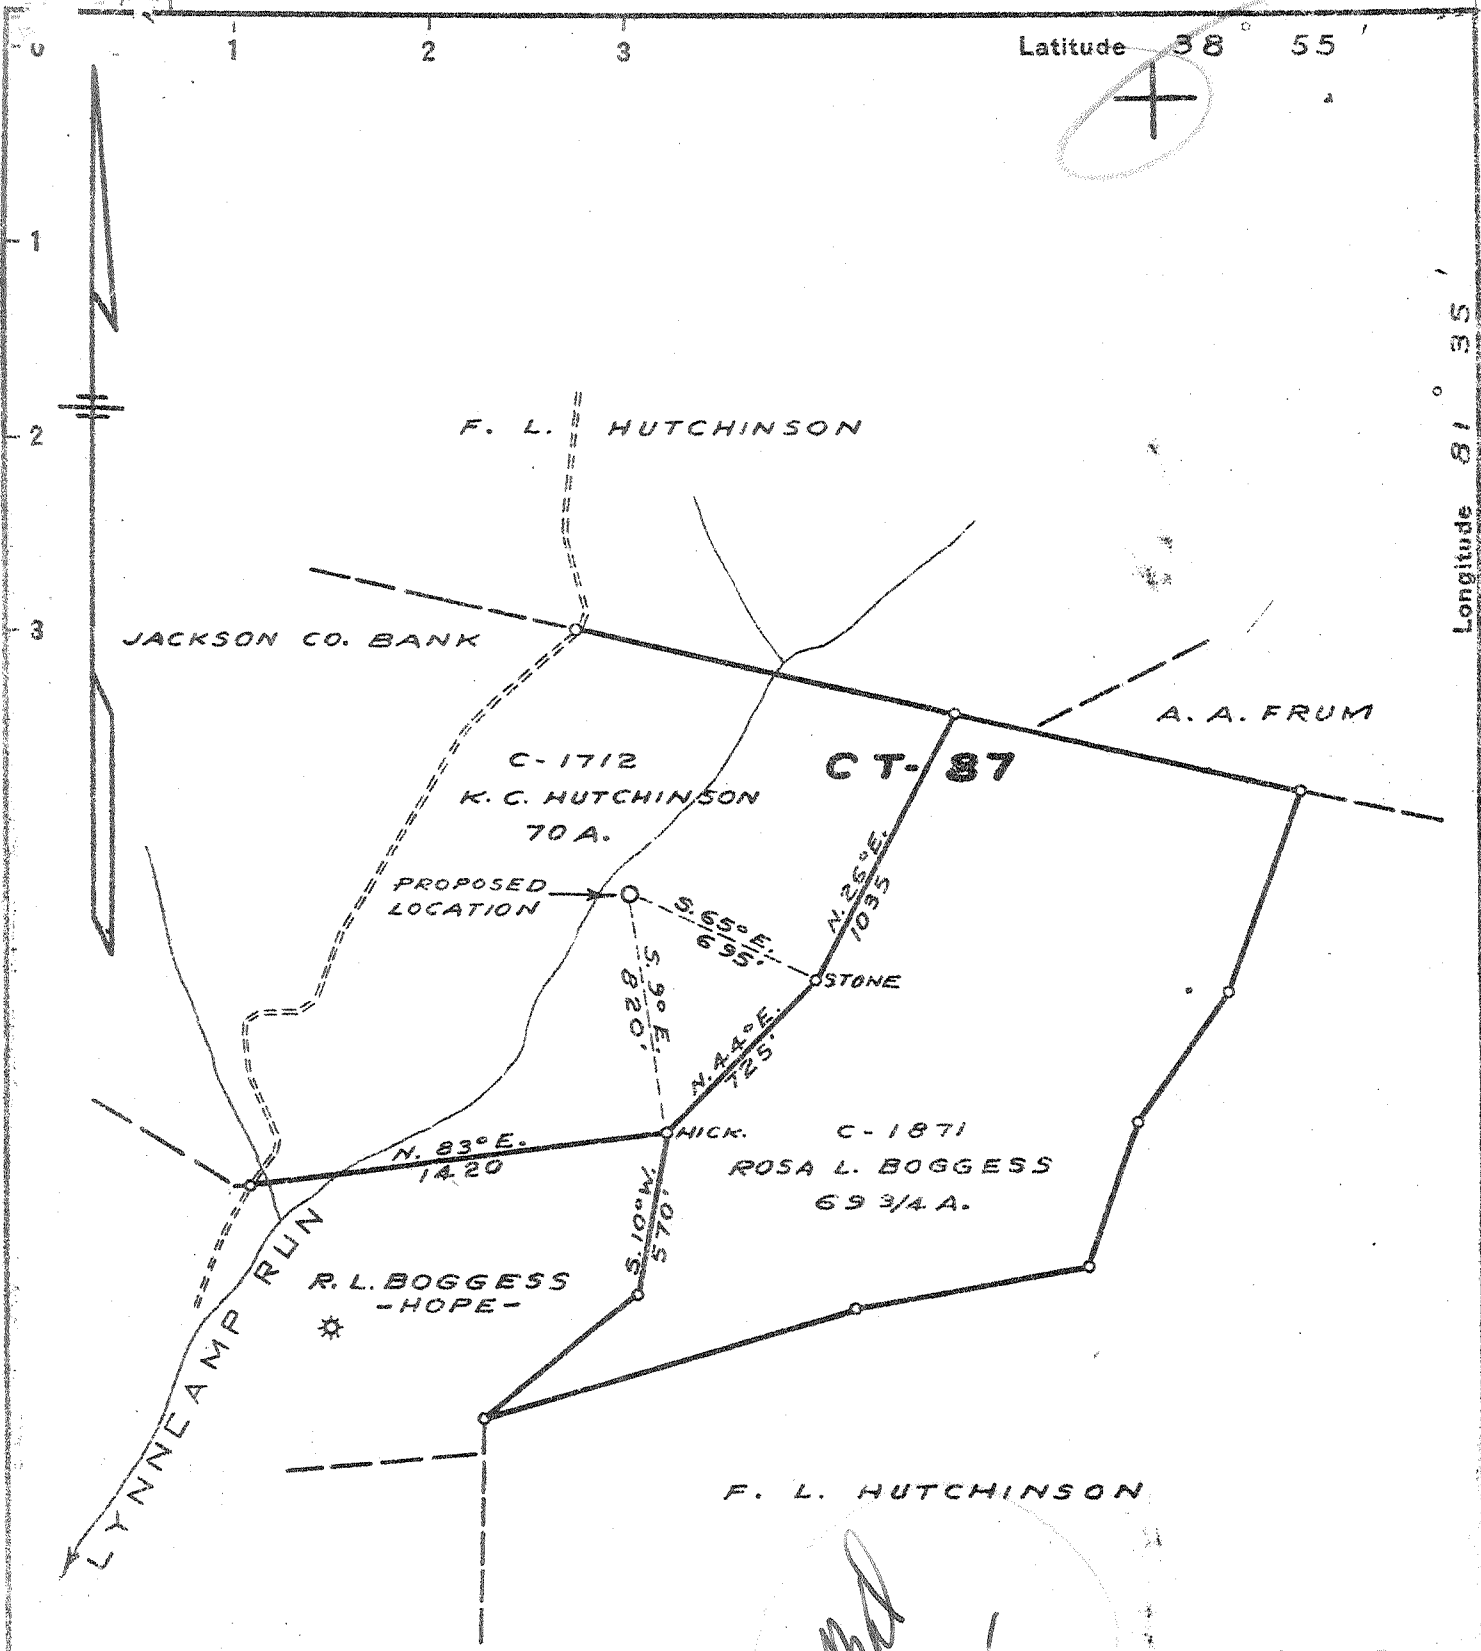 0 1 2 3
Latitude 38° 55'
1
2
3
Longitude 81° 35'
F. L. HUTCHINSON
JACKSON CO. BANK
A. A. FRUM
CT-87
C-1712
K. C. HUTCHINSON
70 A.
PROPOSED
LOCATION
S. 65° E.
695'
N. 26° E.
1035
S. 9° E.
820'
STONE
N. 44° E.
725'
HICK.
N. 83° E.
1420
C-1871
ROSA L. BOGGESS
69 3/4 A.
S. 10° W.
570'
R. L. BOGGESS
-HOPE-
LYNNCAMP RUN
F. L. HUTCHINSON